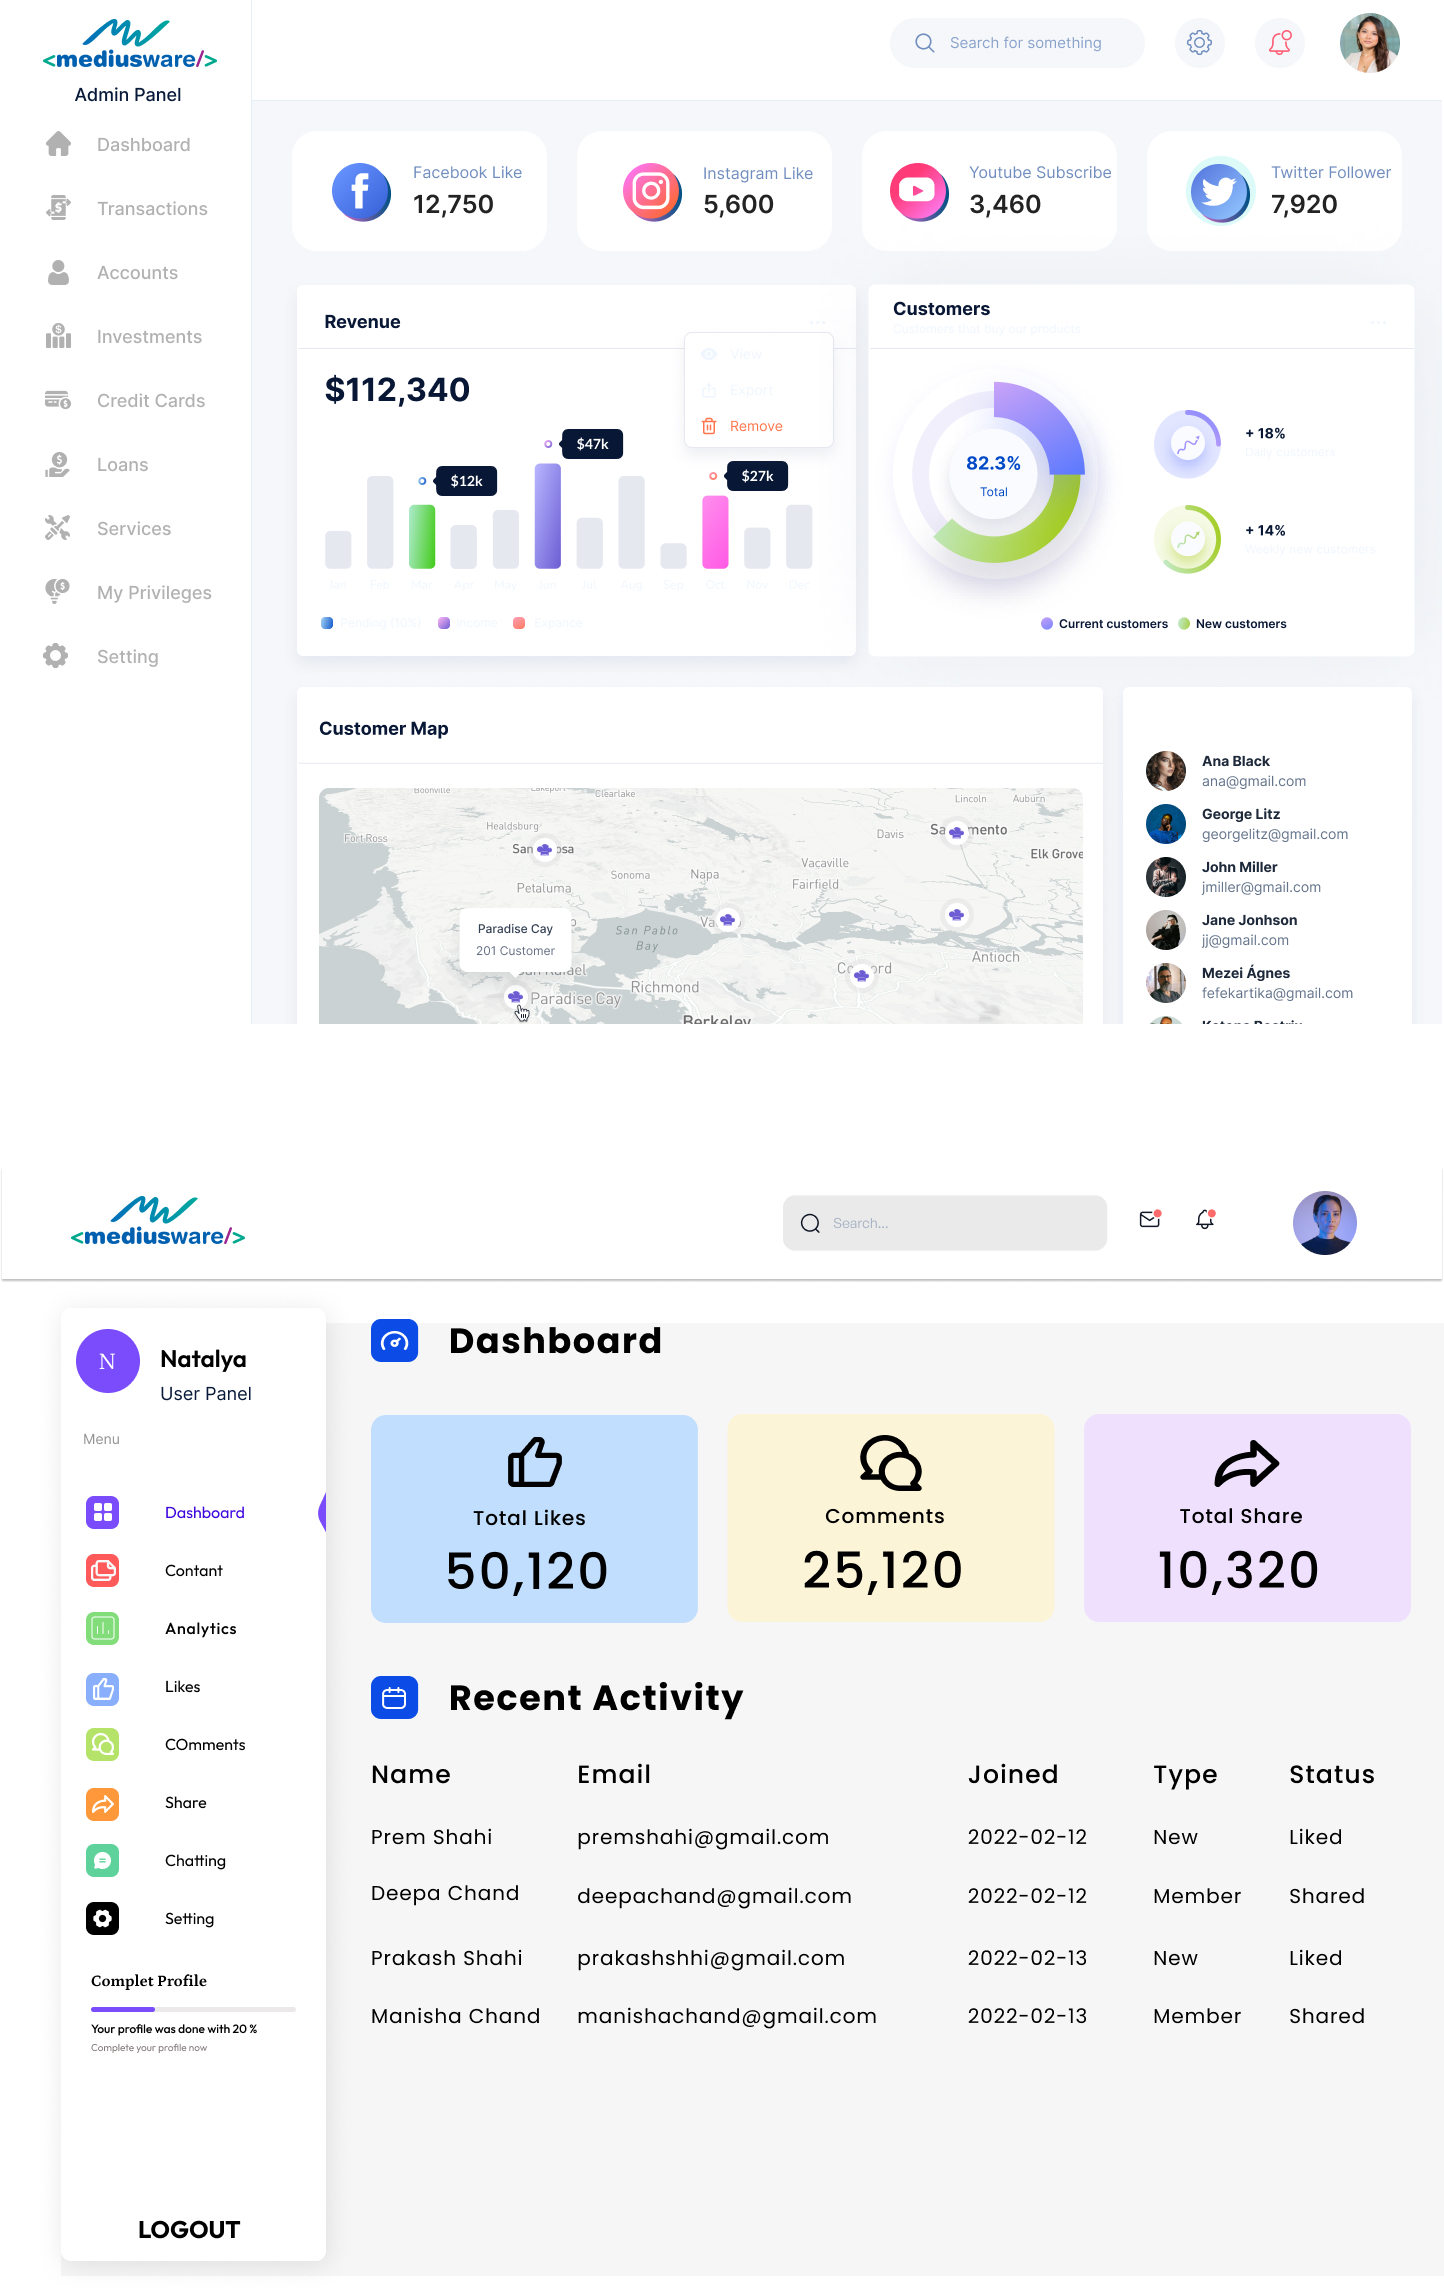 <mediusware/>
Admin Panel
Dashboard
Transactions
Accounts
Investments
Credit Cards
Loans
Services
My Privileges
Setting
Search for something
Facebook Like
12,750
Instagram Like
5,600
Youtube Subscribe
3,460
Twitter Follower
7,920
Revenue
$112,340
View
Export
Remove
$47k
$12k
$27k
Jan Feb Mar Apr May Jun Jul Aug Sep Oct Nov Dec
Pending (10%) Income Expance
Customers
Customers that buy our products
82.3%
Total
+ 18%
Daily customers
+ 14%
Weekly new customers
Current customers New customers
Customer Map
Boonville
Lakeport
Clearlake
Lincoln
Auburn
Healdsburg
Fort Ross
Davis
Elk Grove
Vacaville
Sonoma
Napa
Petaluma
Fairfield
Paradise Cay
201 Customer
San Pablo
Bay
Antioch
Richmond
Paradise Cay
Berkeley
Ana Black
ana@gmail.com
George Litz
georgelitz@gmail.com
John Miller
jmiller@gmail.com
Jane Jonhson
jj@gmail.com
Mezei Ágnes
fefekartika@gmail.com
<mediusware/>
Search...
N
Natalya
User Panel
Menu
Dashboard
Contant
Analytics
Likes
COmments
Share
Chatting
Setting
Complet Profile
Your profile was done with 20 %
Complete your profile now
LOGOUT
Dashboard
Total Likes
50,120
Comments
25,120
Total Share
10,320
Recent Activity
Name Email Joined Type Status
Prem Shahi premshahi@gmail.com 2022-02-12 New Liked
Deepa Chand deepachand@gmail.com 2022-02-12 Member Shared
Prakash Shahi prakashshhi@gmail.com 2022-02-13 New Liked
Manisha Chand manishachand@gmail.com 2022-02-13 Member Shared